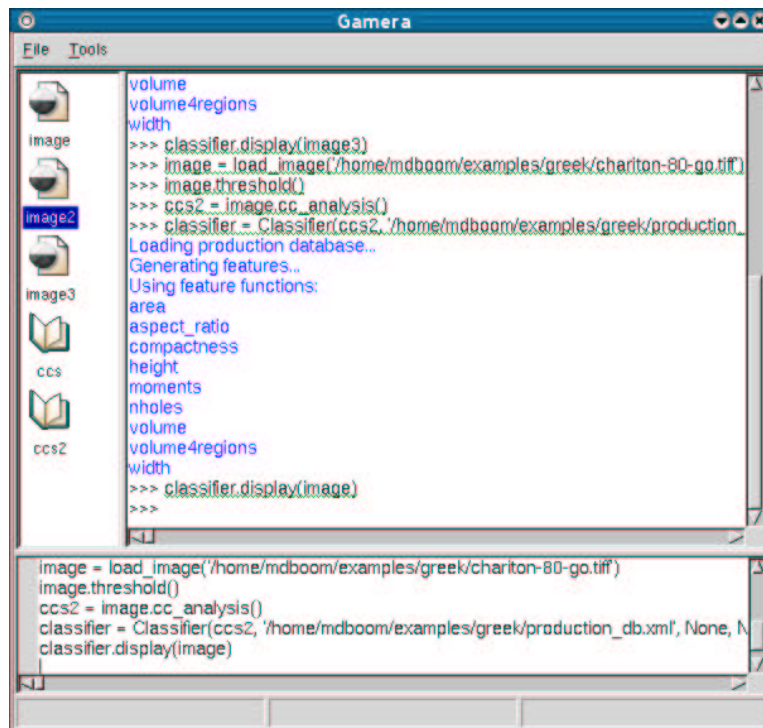 Gamera
File Tools
image
image2
image3
ccs
ccs2
volume
volume4regions
width
>>> classifier.display(image3)
>>> image = load_image('/home/mdboom/examples/greek/chariton-80-go.tiff')
>>> image.threshold()
>>> ccs2 = image.cc_analysis()
>>> classifier = Classifier(ccs2, '/home/mdboom/examples/greek/production_
Loading production database...
Generating features...
Using feature functions:
area
aspect_ratio
compactness
height
moments
nholes
volume
volume4regions
width
>>> classifier.display(image)
>>>
image = load_image('/home/mdboom/examples/greek/chariton-80-go.tiff')
image.threshold()
ccs2 = image.cc_analysis()
classifier = Classifier(ccs2, '/home/mdboom/examples/greek/production_db.xml', None, N
classifier.display(image)